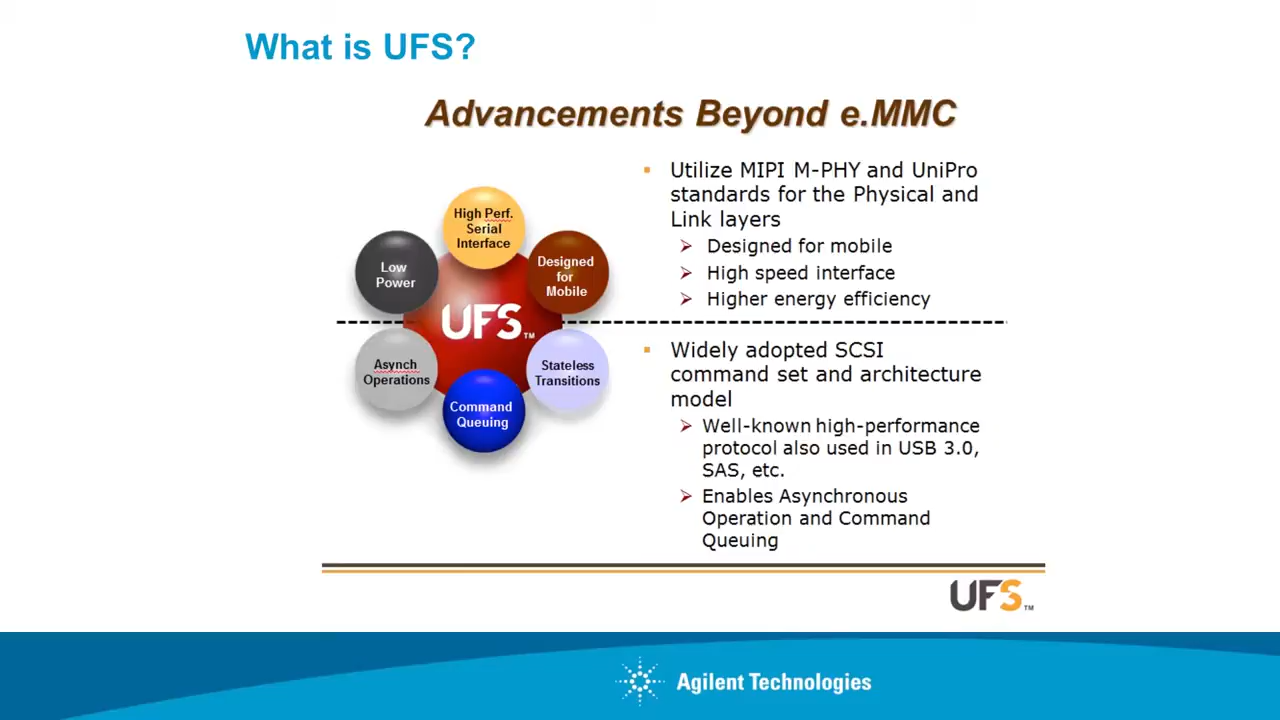 What is UFS?
Advancements Beyond e.MMC
High Perf.
Serial
Interface
Low
Power
Designed
for
Mobile
UFS™
Asynch
Operations
Stateless
Transitions
Command
Queuing
▪ Utilize MIPI M-PHY and UniPro
standards for the Physical and
Link layers
➢ Designed for mobile
➢ High speed interface
➢ Higher energy efficiency
▪ Widely adopted SCSI
command set and architecture
model
➢ Well-known high-performance
protocol also used in USB 3.0,
SAS, etc.
➢ Enables Asynchronous
Operation and Command
Queuing
UFS™
Agilent Technologies